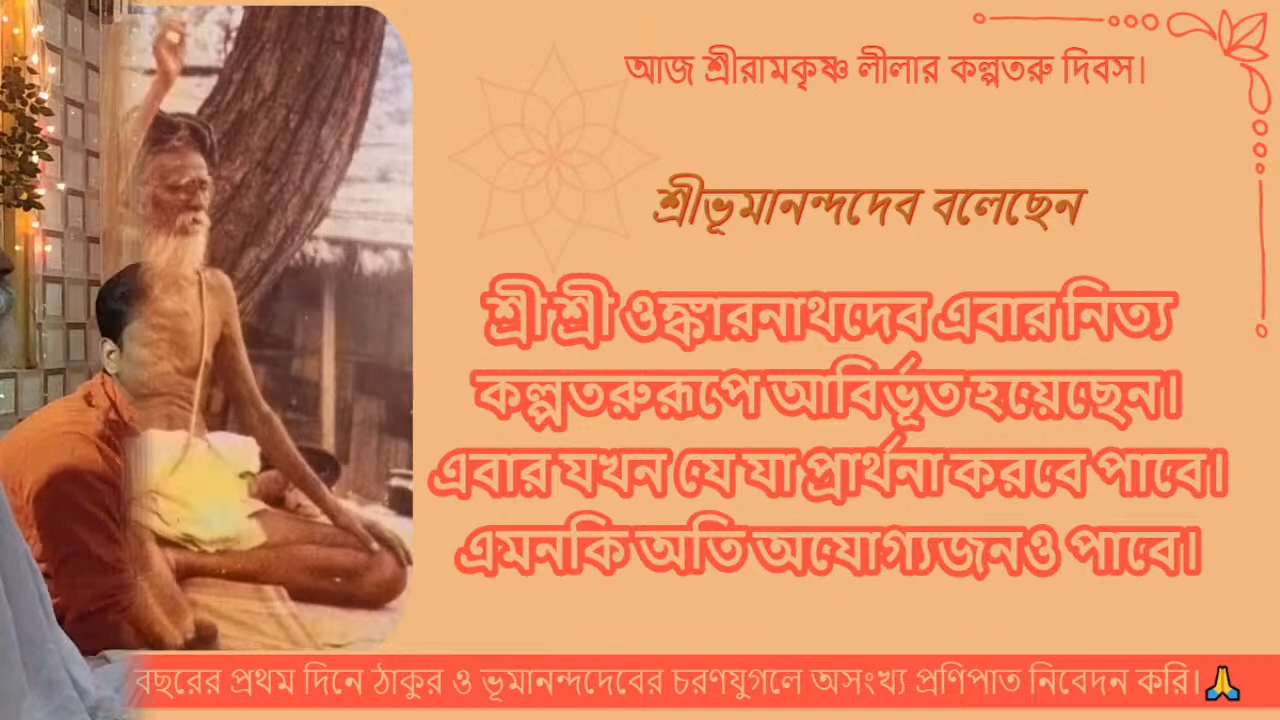 আজ শ্রীরামকৃষ্ণ লীলার কল্পতরু দিবস।
শ্রীভূমানন্দদেব বলেছেন
শ্রী শ্রী ওঙ্কারনাথদেব এবার নিত্য
কল্পতরুরূপে আবির্ভূত হয়েছেন।
এবার যখন যে যা প্রার্থনা করবে পাবে।
এমনকি অতি অযোগ্যজনও পাবে।
বছরের প্রথম দিনে ঠাকুর ও ভূমানন্দদেবের চরণযুগলে অসংখ্য প্রণিপাত নিবেদন করি।🙏